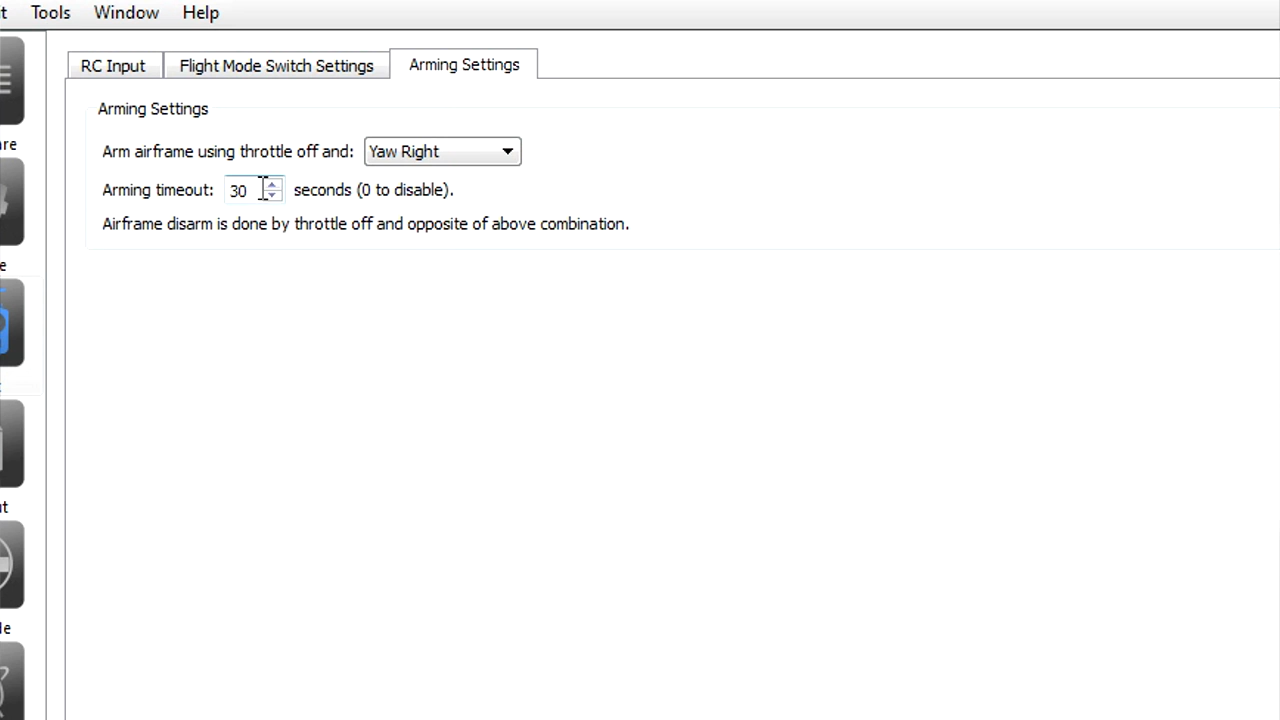 Tools Window Help
RC Input Flight Mode Switch Settings Arming Settings
Arming Settings
Arm airframe using throttle off and: Yaw Right
Arming timeout: 30 seconds (0 to disable).
Airframe disarm is done by throttle off and opposite of above combination.